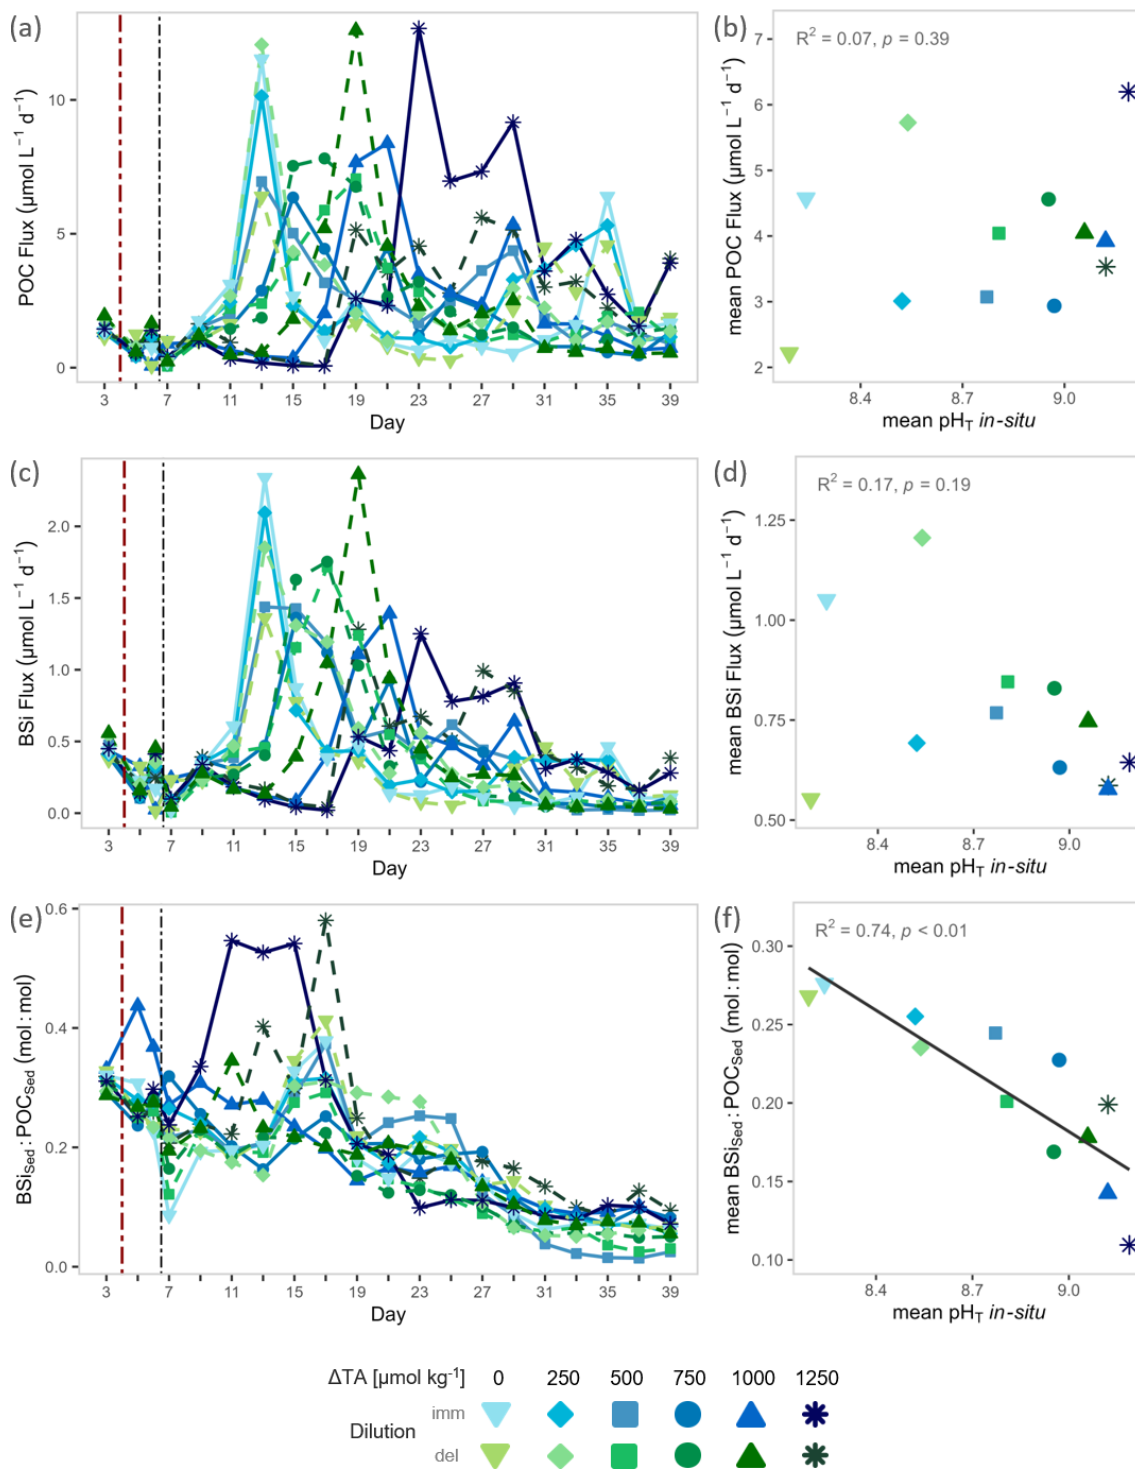 (a)
POC Flux (µmol L⁻¹ d⁻¹)
10
5
0
3 7 11 15 19 23 27 31 35 39
Day
(b)
R² = 0.07, p = 0.39
mean POC Flux (µmol L⁻¹ d⁻¹)
7
6
5
4
3
2
8.4 8.7 9.0
mean pH_T in-situ
(c)
BSi Flux (µmol L⁻¹ d⁻¹)
2.0
1.5
1.0
0.5
0.0
3 7 11 15 19 23 27 31 35 39
Day
(d)
R² = 0.17, p = 0.19
mean BSi Flux (µmol L⁻¹ d⁻¹)
1.25
1.00
0.75
0.50
8.4 8.7 9.0
mean pH_T in-situ
(e)
BSi_Sed : POC_Sed (mol : mol)
0.6
0.4
0.2
0.0
3 7 11 15 19 23 27 31 35 39
Day
(f)
R² = 0.74, p < 0.01
mean BSi_Sed : POC_Sed (mol : mol)
0.30
0.25
0.20
0.15
0.10
8.4 8.7 9.0
mean pH_T in-situ
ΔTA [µmol kg⁻¹] 0 250 500 750 1000 1250
Dilution
imm
del